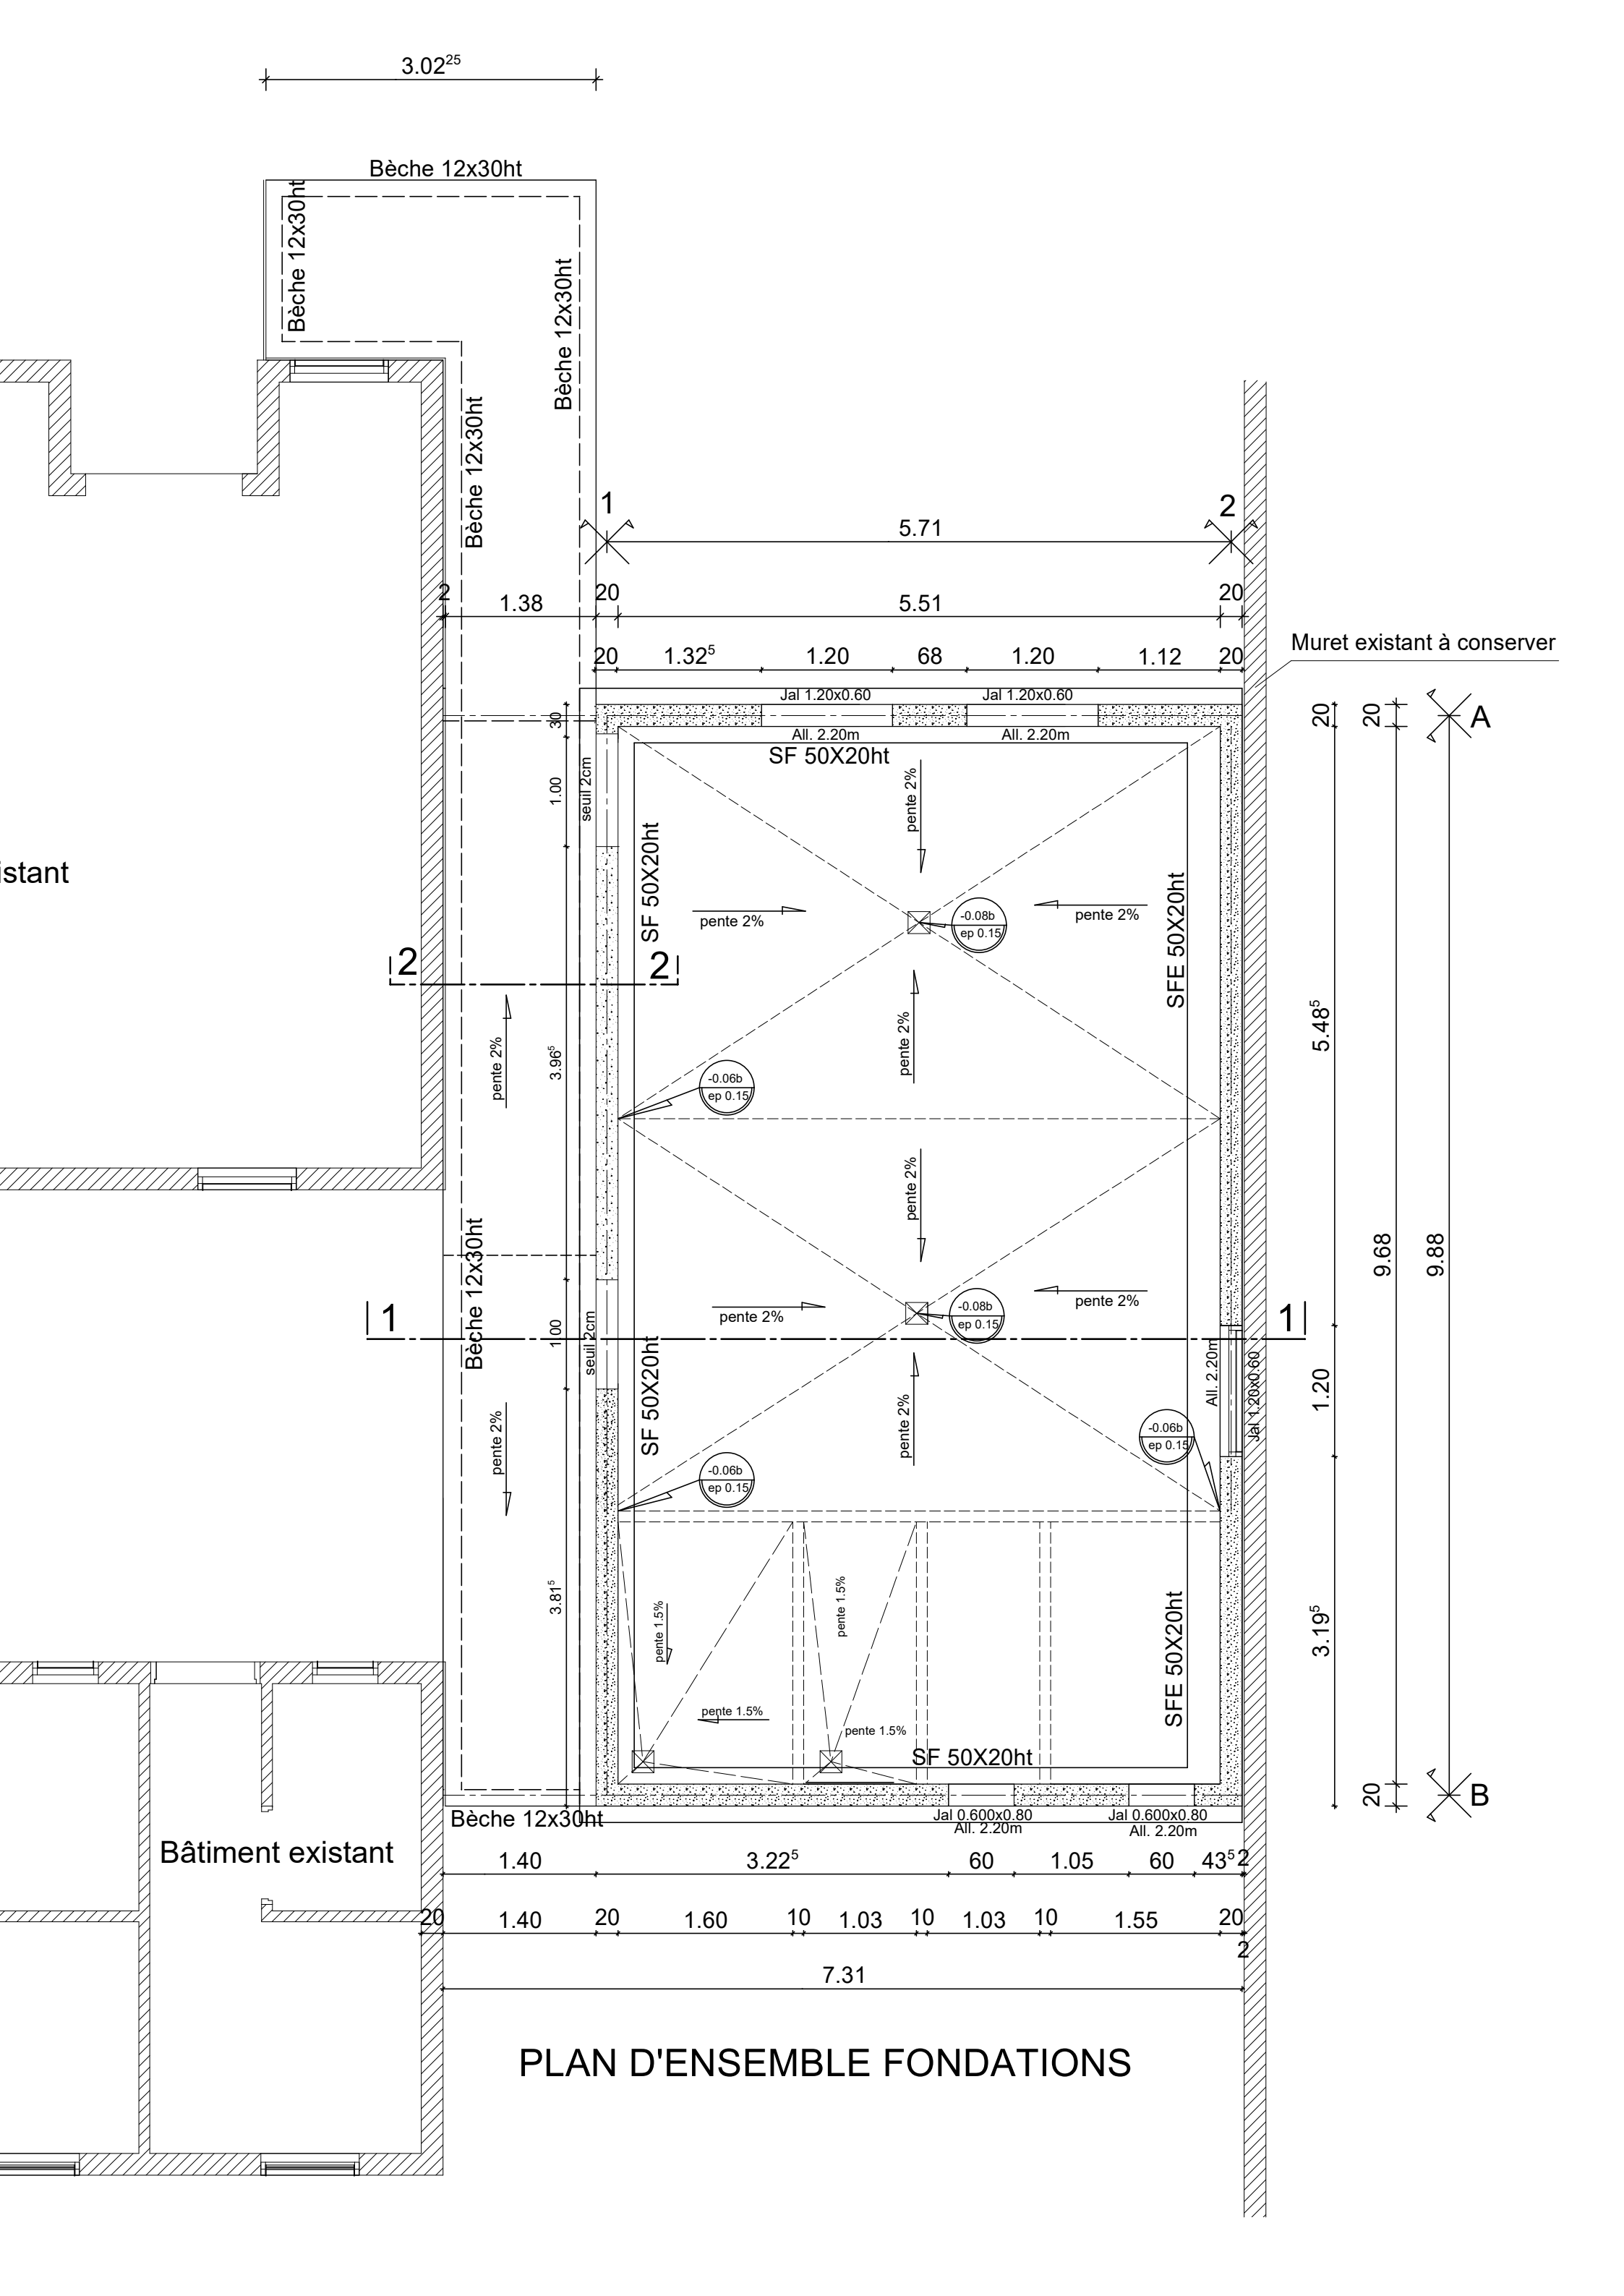 3.02²⁵
Bèche 12x30ht
Bèche 12x30ht
Bèche 12x30ht
Bèche 12x30ht
1
2
5.71
2
1.38
20
5.51
20
Muret existant à conserver
20
1.32⁵
1.20
68
1.20
1.12
20
Jal 1.20x0.60
Jal 1.20x0.60
All. 2.20m
All. 2.20m
SF 50X20ht
30
20
20
A
1.00
seuil 2cm
pente 2%
SF 50X20ht
SFE 50X20ht
istant
pente 2%
-0.08b
ep 0.15
pente 2%
2
2
pente 2%
pente 2%
5.48⁵
3.96⁵
-0.06b
ep 0.15
pente 2%
9.68
9.88
Bèche 12x30ht
1
1
1.00
seuil 2cm
pente 2%
-0.08b
ep 0.15
pente 2%
SF 50X20ht
pente 2%
All. 2.20m
Jal 1.20x0.60
1.20
pente 2%
-0.06b
ep 0.15
-0.06b
ep 0.15
3.81⁵
pente 1.5%
pente 1.5%
SFE 50X20ht
3.19⁵
pente 1.5%
pente 1.5%
SF 50X20ht
20
B
Bèche 12x30ht
Jal 0.600x0.80
All. 2.20m
Jal 0.600x0.80
All. 2.20m
Bâtiment existant
1.40
3.22⁵
60
1.05
60
43⁵
2
20
1.40
20
1.60
10
1.03
10
1.03
10
1.55
20
2
7.31
PLAN D'ENSEMBLE FONDATIONS